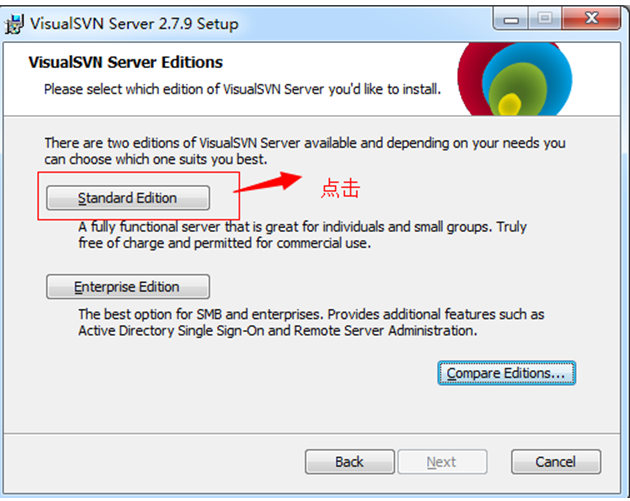 VisualSVN Server 2.7.9 Setup
VisualSVN Server Editions
Please select which edition of VisualSVN Server you'd like to install.
There are two editions of VisualSVN Server available and depending on your needs you
can choose which one suits you best.
Standard Edition
点击
A fully functional server that is great for individuals and small groups. Truly
free of charge and permitted for commercial use.
Enterprise Edition
The best option for SMB and enterprises. Provides additional features such as
Active Directory Single Sign-On and Remote Server Administration.
Compare Editions...
Back
Next
Cancel